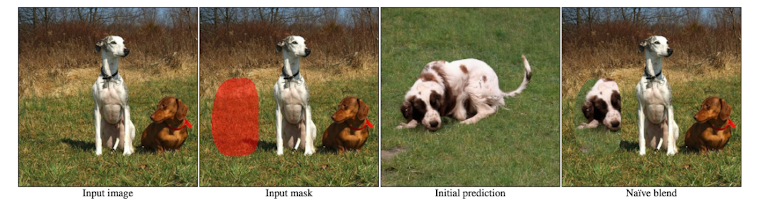 Input image
Input mask
Initial prediction
Naïve blend